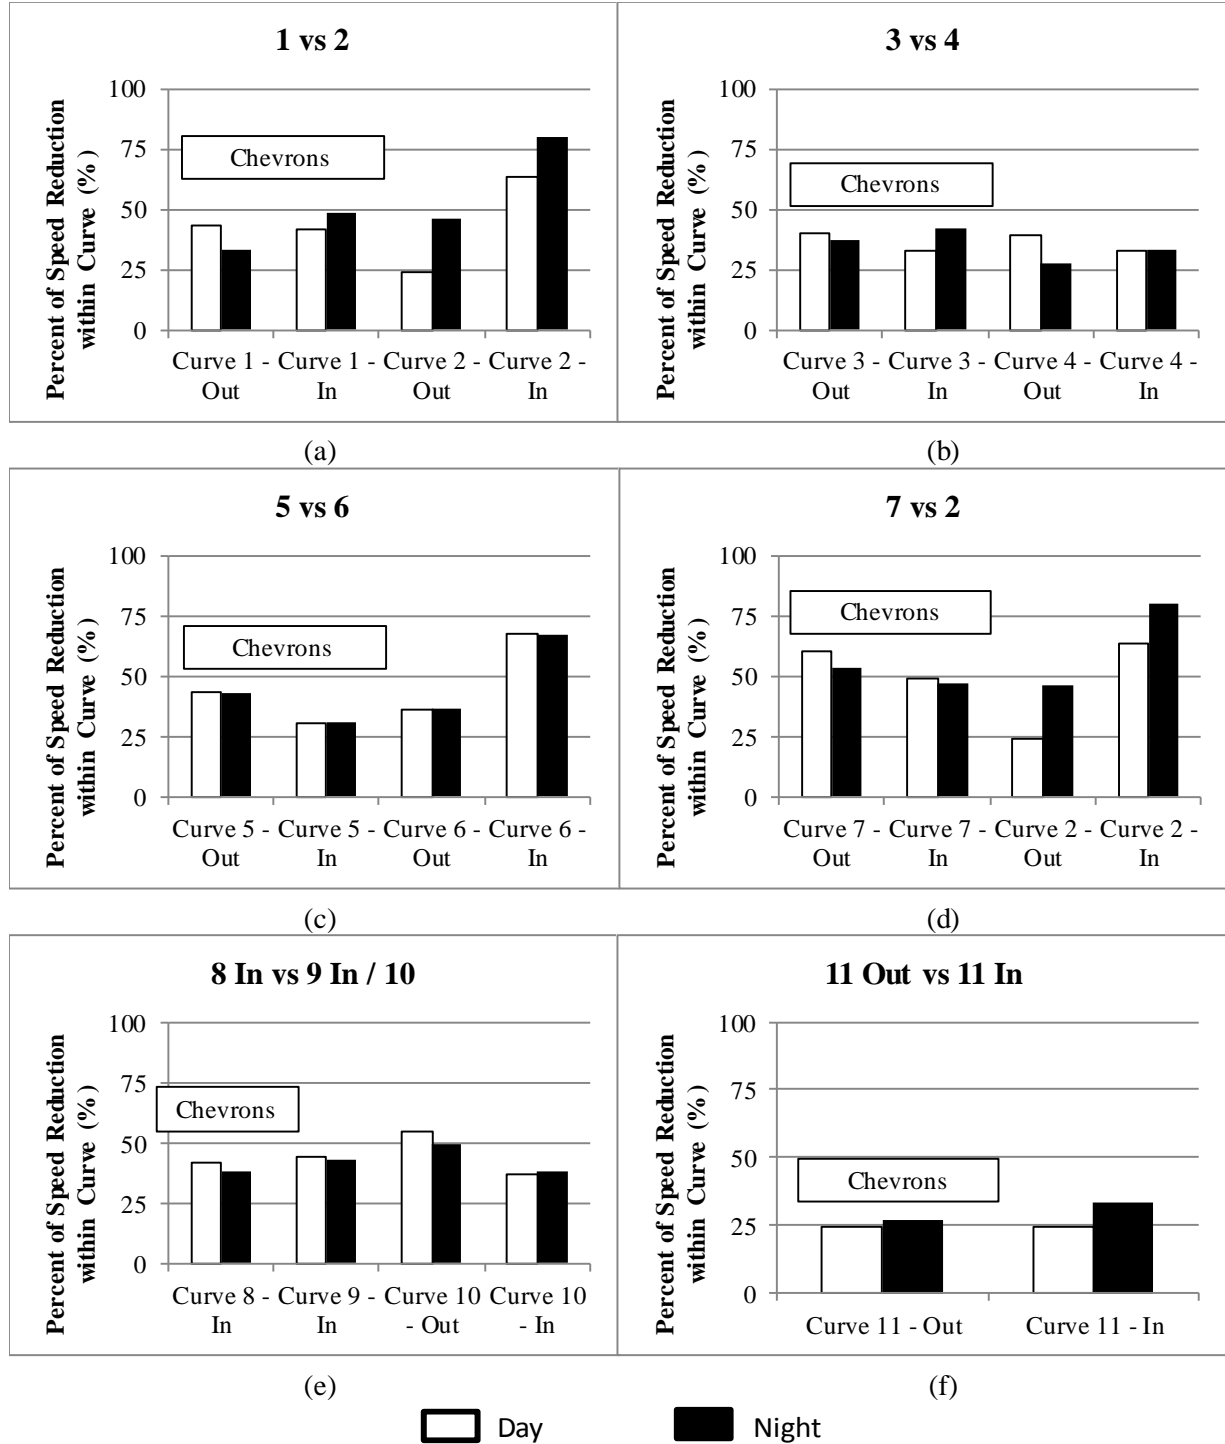 1 vs 2
Percent of Speed Reduction
within Curve (%)
100
75
50
25
0
Chevrons
Curve 1 - Curve 1 - Curve 2 - Curve 2 -
Out In Out In
(a)
3 vs 4
Percent of Speed Reduction
within Curve (%)
100
75
50
25
0
Chevrons
Curve 3 - Curve 3 - Curve 4 - Curve 4 -
Out In Out In
(b)
5 vs 6
Percent of Speed Reduction
within Curve (%)
100
75
50
25
0
Chevrons
Curve 5 - Curve 5 - Curve 6 - Curve 6 -
Out In Out In
(c)
7 vs 2
Percent of Speed Reduction
within Curve (%)
100
75
50
25
0
Chevrons
Curve 7 - Curve 7 - Curve 2 - Curve 2 -
Out In Out In
(d)
8 In vs 9 In / 10
Percent of Speed Reduction
within Curve (%)
100
75
50
25
0
Chevrons
Curve 8 - Curve 9 - Curve 10 Curve 10
In In - Out - In
(e)
11 Out vs 11 In
Percent of Speed Reduction
within Curve (%)
100
75
50
25
0
Chevrons
Curve 11 - Out Curve 11 - In
(f)
Day Night